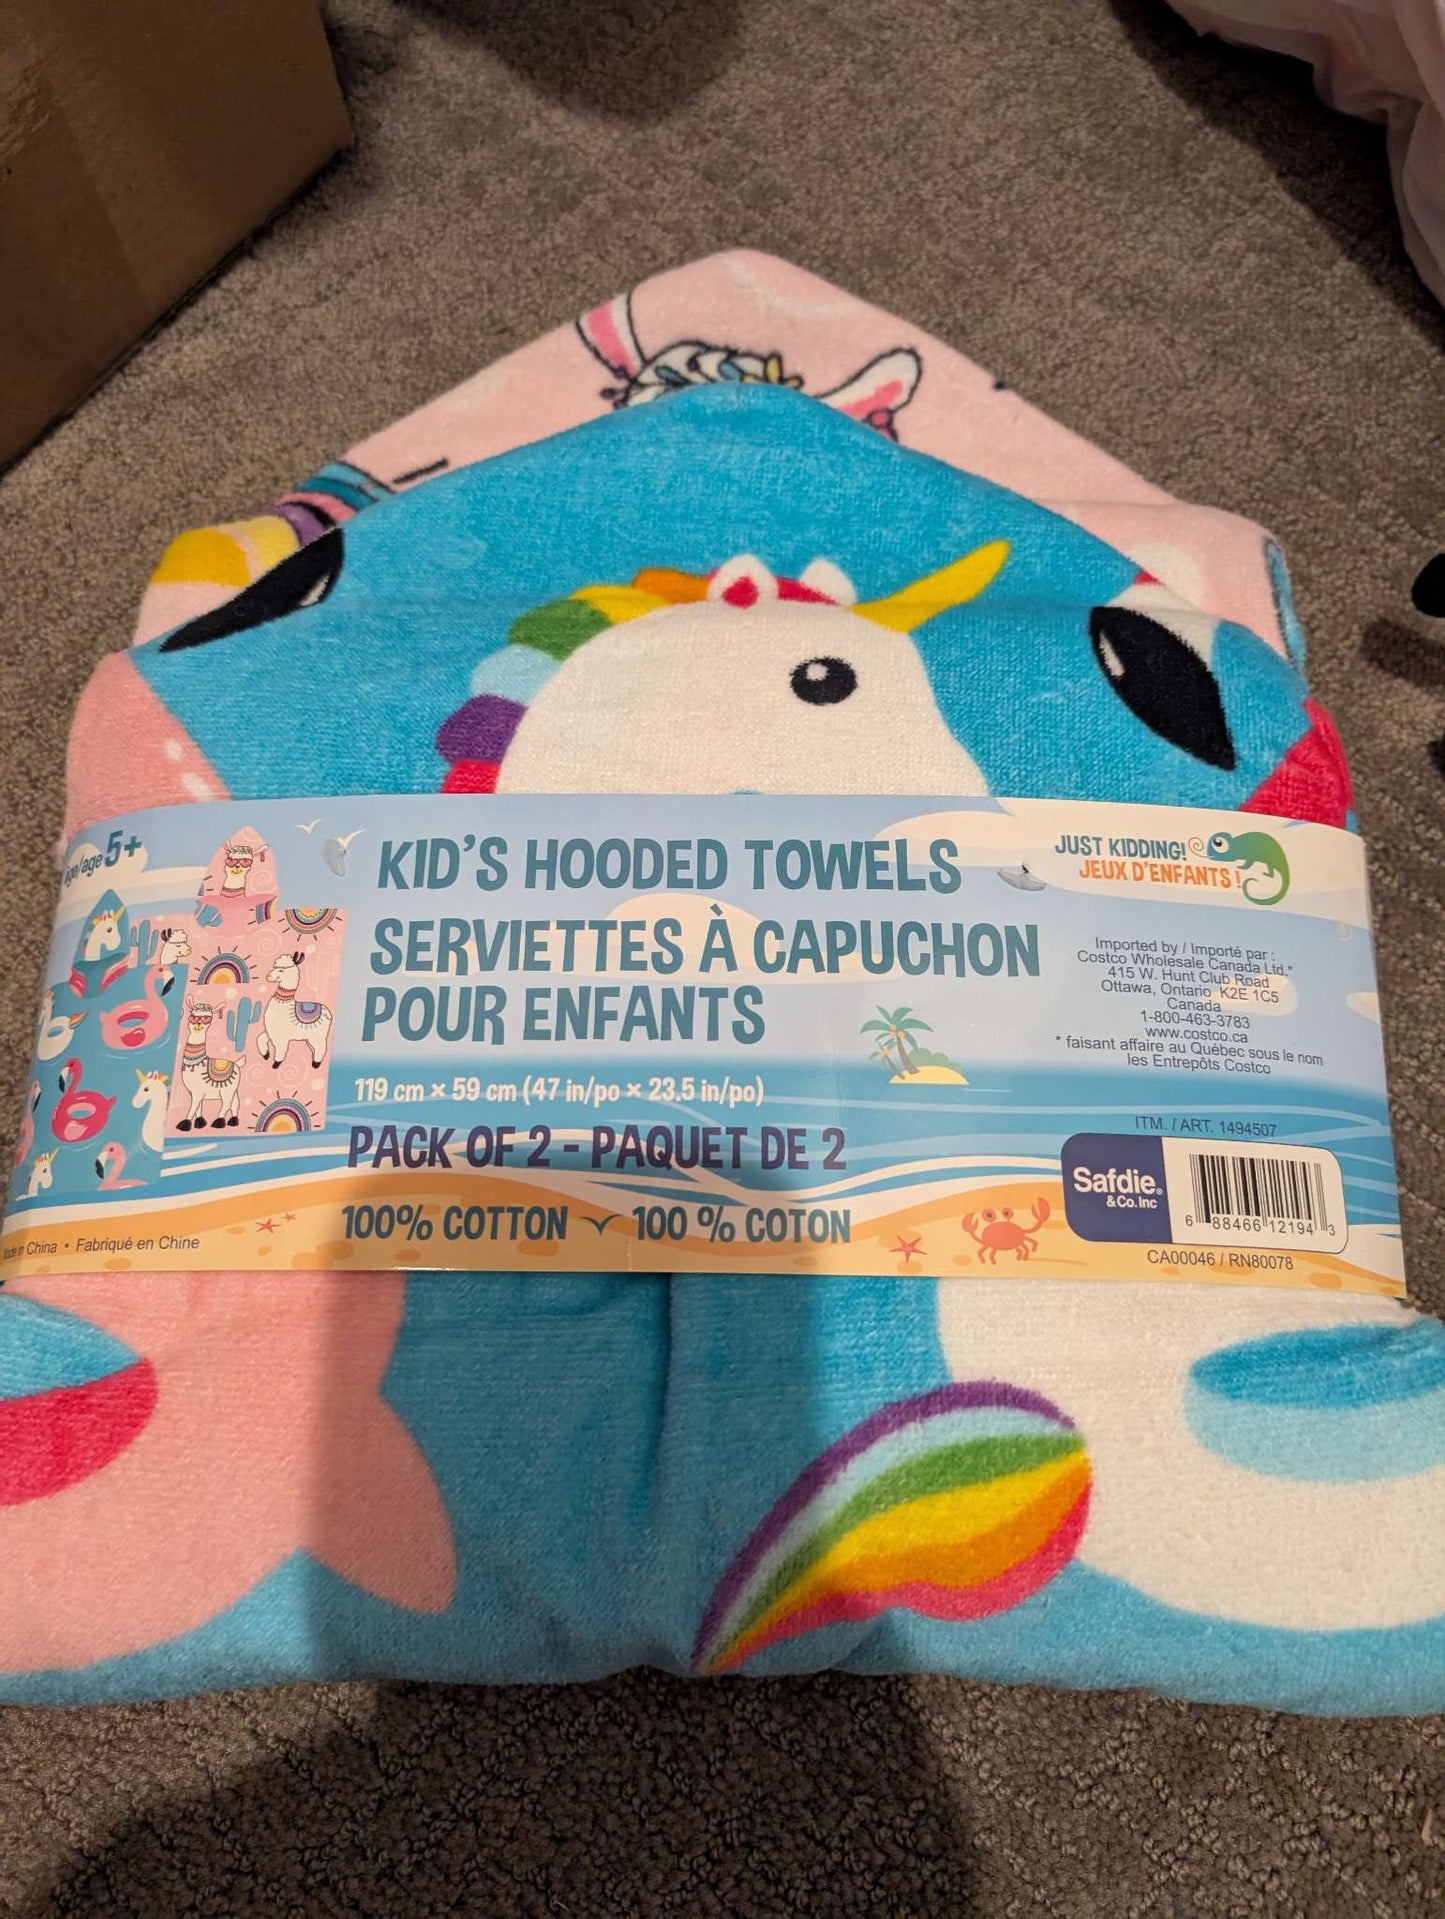 âge/age 5+
KID'S HOODED TOWELS
SERVIETTES À CAPUCHON
POUR ENFANTS
119 cm × 59 cm (47 in/po × 23.5 in/po)
PACK OF 2 - PAQUET DE 2
100% COTTON 100 % COTON
Made in China • Fabriqué en Chine
JUST KIDDING!
JEUX D'ENFANTS!
Imported by / Importé par :
Costco Wholesale Canada Ltd.*
415 W. Hunt Club Road
Ottawa, Ontario K2E 1C5
Canada
1-800-463-3783
www.costco.ca
* faisant affaire au Québec sous le nom
les Entrepôts Costco
ITM. / ART. 1494507
Safdie®
& Co. Inc
6 88466 12194 3
CA00046 / RN80078